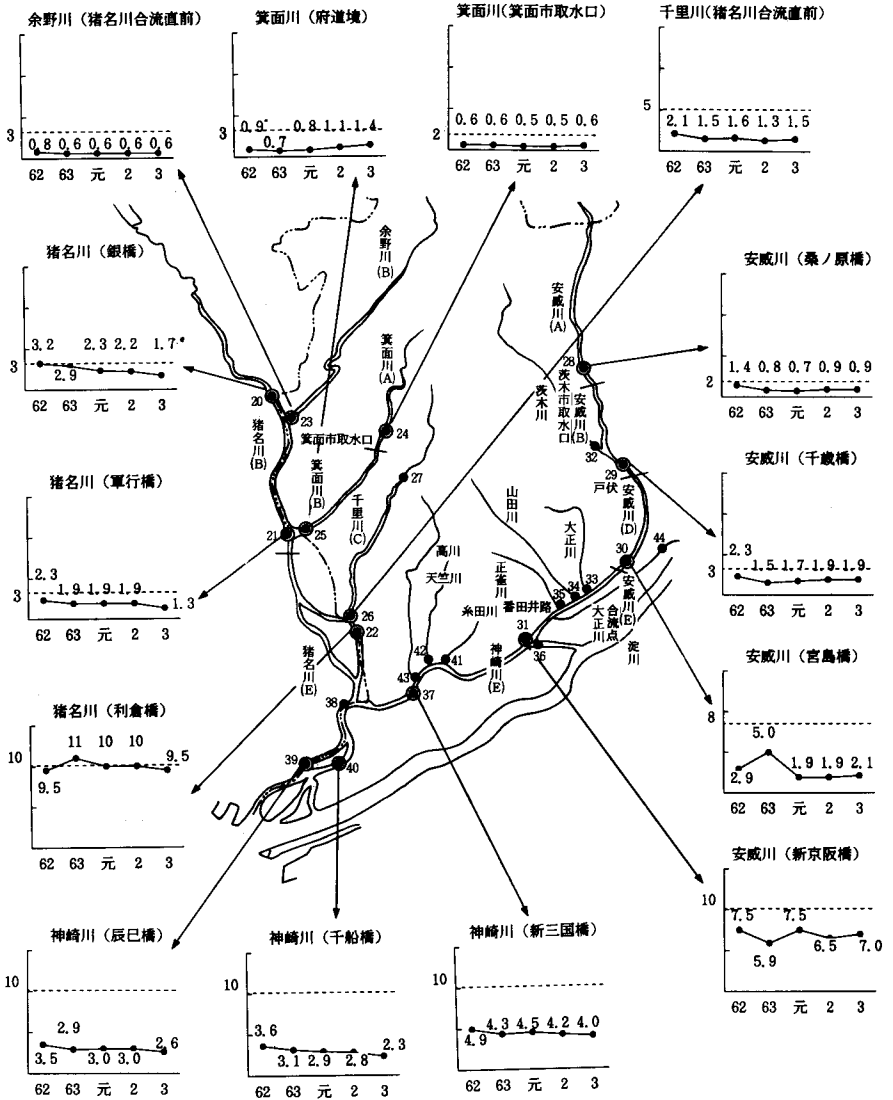 余野川（猪名川合流直前）
3
0.8 0.6 0.6 0.6 0.6
62 63 元 2 3
箕面川（府道境）
3
0.9 0.7 0.8 1.1 1.4
62 63 元 2 3
箕面川（箕面市取水口）
2
0.6 0.6 0.5 0.5 0.6
62 63 元 2 3
千里川（猪名川合流直前）
5
2.1 1.5 1.6 1.3 1.5
62 63 元 2 3
猪名川（銀橋）
3
3.2 2.9 2.3 2.2 1.7
62 63 元 2 3
猪名川（軍行橋）
3
2.3 1.9 1.9 1.9 1.3
62 63 元 2 3
猪名川（利倉橋）
10
9.5 11 10 10 9.5
62 63 元 2 3
神崎川（辰巳橋）
10
3.5 2.9 3.0 3.0 2.6
62 63 元 2 3
神崎川（千船橋）
10
3.6 3.1 2.9 2.8 2.3
62 63 元 2 3
神崎川（新三国橋）
10
4.9 4.3 4.5 4.2 4.0
62 63 元 2 3
安威川（桑ノ原橋）
2
1.4 0.8 0.7 0.9 0.9
62 63 元 2 3
安威川（千歳橋）
3
2.3 1.5 1.7 1.9 1.9
62 63 元 2 3
安威川（宮島橋）
8
2.9 5.0 1.9 1.9 2.1
62 63 元 2 3
安威川（新京阪橋）
10
7.5 5.9 7.5 6.5 7.0
62 63 元 2 3
余野川(B)
箕面川(A)
安威川(A)
茨木川
28
茨木市取水口
安威川(B)
20
23
猪名川(B)
箕面市取水口
24
箕面川(B)
27
32
29
戸伏
安威川(D)
21
25
千里川(C)
山田川
大正川
30
44
高川
天竺川
正雀川
番田井路
35
34
33
安威川(E)
26
22
糸田川
31
大正川合流点
36
淀川
猪名川(E)
42
41
神崎川(E)
43
37
38
39
40